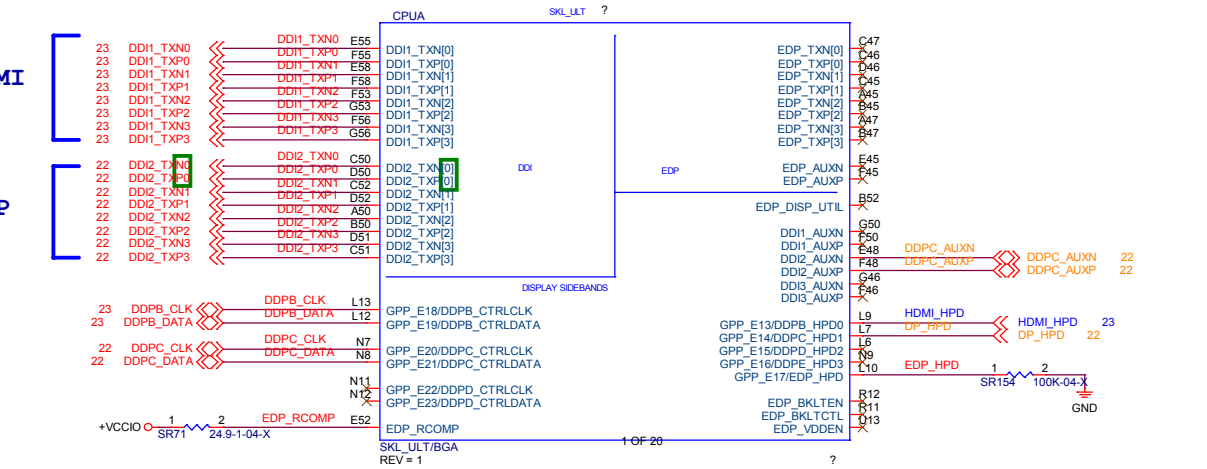 CPUA SKL_ULT ?
MI
23 DDI1_TXN0 DDI1_TXN0 E55 DDI1_TXN[0] EDP_TXN[0] C47
23 DDI1_TXP0 DDI1_TXP0 F55 DDI1_TXP[0] EDP_TXP[0] C46
23 DDI1_TXN1 DDI1_TXN1 E58 DDI1_TXN[1] EDP_TXN[1] D46
23 DDI1_TXP1 DDI1_TXP1 F58 DDI1_TXP[1] EDP_TXP[1] C45
23 DDI1_TXN2 DDI1_TXN2 F53 DDI1_TXN[2] EDP_TXN[2] A45
23 DDI1_TXP2 DDI1_TXP2 G53 DDI1_TXP[2] EDP_TXP[2] B45
23 DDI1_TXN3 DDI1_TXN3 F56 DDI1_TXN[3] EDP_TXN[3] A47
23 DDI1_TXP3 DDI1_TXP3 G56 DDI1_TXP[3] EDP_TXP[3] B47
P
22 DDI2_TXN0 DDI2_TXN0 C50 DDI2_TXN[0] DDI EDP EDP_AUXN E45
22 DDI2_TXP0 DDI2_TXP0 D50 DDI2_TXP[0] EDP_AUXP F45
22 DDI2_TXN1 DDI2_TXN1 C52 DDI2_TXN[1]
22 DDI2_TXP1 DDI2_TXP1 D52 DDI2_TXP[1] EDP_DISP_UTIL B52
22 DDI2_TXN2 DDI2_TXN2 A50 DDI2_TXN[2]
22 DDI2_TXP2 DDI2_TXP2 B50 DDI2_TXP[2] DDI1_AUXN G50
22 DDI2_TXN3 DDI2_TXN3 D51 DDI2_TXN[3] DDI1_AUXP F50
22 DDI2_TXP3 DDI2_TXP3 C51 DDI2_TXP[3] DDI2_AUXN E48 DDPC_AUXN DDPC_AUXN 22
DDI2_AUXP F48 DDPC_AUXP DDPC_AUXP 22
DDI3_AUXN G46
DISPLAY SIDEBANDS DDI3_AUXP F46
23 DDPB_CLK DDPB_CLK L13 GPP_E18/DDPB_CTRLCLK
23 DDPB_DATA DDPB_DATA L12 GPP_E19/DDPB_CTRLDATA GPP_E13/DDPB_HPD0 L9 HDMI_HPD HDMI_HPD 23
GPP_E14/DDPC_HPD1 L7 DP_HPD DP_HPD 22
22 DDPC_CLK DDPC_CLK N7 GPP_E20/DDPC_CTRLCLK GPP_E15/DDPD_HPD2 L6
22 DDPC_DATA DDPC_DATA N8 GPP_E21/DDPC_CTRLDATA GPP_E16/DDPE_HPD3 N9
GPP_E17/EDP_HPD L10 EDP_HPD 1 2
SR154 100K-04-X
N11 GPP_E22/DDPD_CTRLCLK
N12 GPP_E23/DDPD_CTRLDATA EDP_BKLTEN R12
GND
EDP_BKLTCTL R11
+VCCIO 1 2 EDP_RCOMP E52 EDP_RCOMP EDP_VDDEN U13
SR71 24.9-1-04-X
1 OF 20
SKL_ULT/BGA
REV = 1 ?